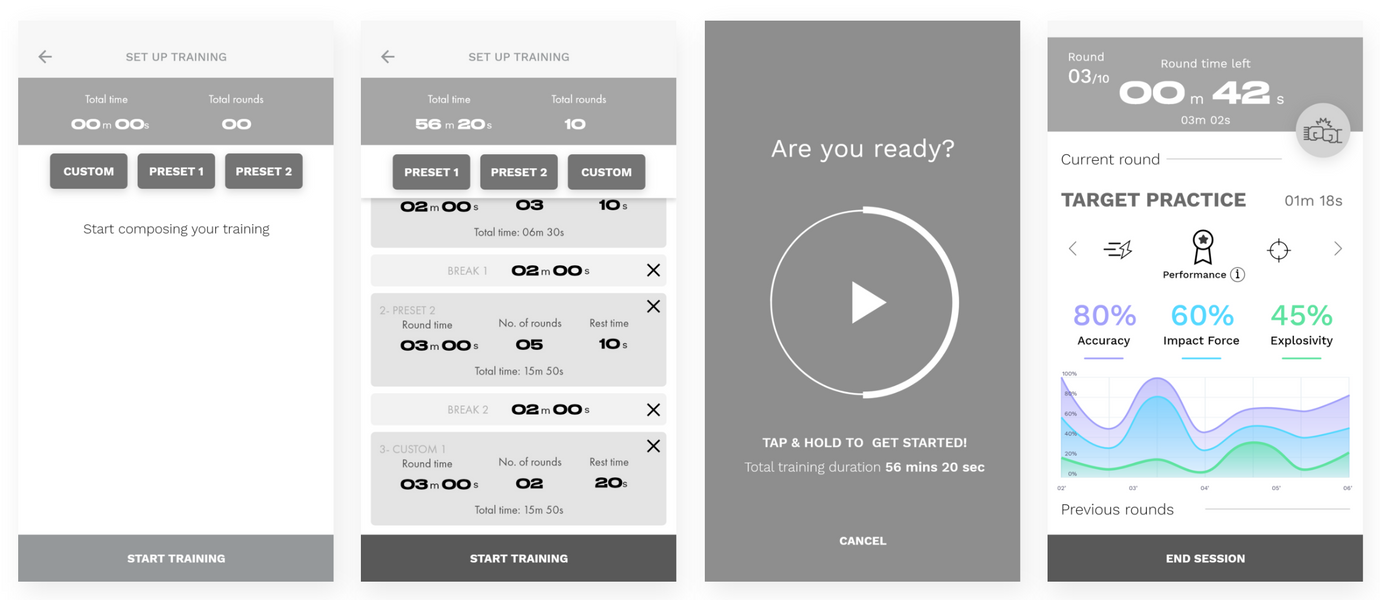 SET UP TRAINING
Total time Total rounds
00 m 00s 00
CUSTOM PRESET 1 PRESET 2
Start composing your training
START TRAINING
SET UP TRAINING
Total time Total rounds
56 m 20s 10
PRESET 1 PRESET 2 CUSTOM
02m 00s 03 10s
Total time: 06m 30s
BREAK 1 02m 00s
2- PRESET 2
Round time No. of rounds Rest time
03m 00s 05 10s
Total time: 15m 50s
BREAK 2 02m 00s
3- CUSTOM 1
Round time No. of rounds Rest time
03m 00s 02 20s
Total time: 15m 50s
START TRAINING
Are you ready?
TAP & HOLD TO GET STARTED!
Total training duration 56 mins 20 sec
CANCEL
Round Round time left
03/10 00 m 42 s
03m 02s
Current round
TARGET PRACTICE 01m 18s
Performance i
80% 60% 45%
Accuracy Impact Force Explosivity
100%
80%
60%
40%
20%
0%
02' 03' 04' 05' 06'
Previous rounds
END SESSION